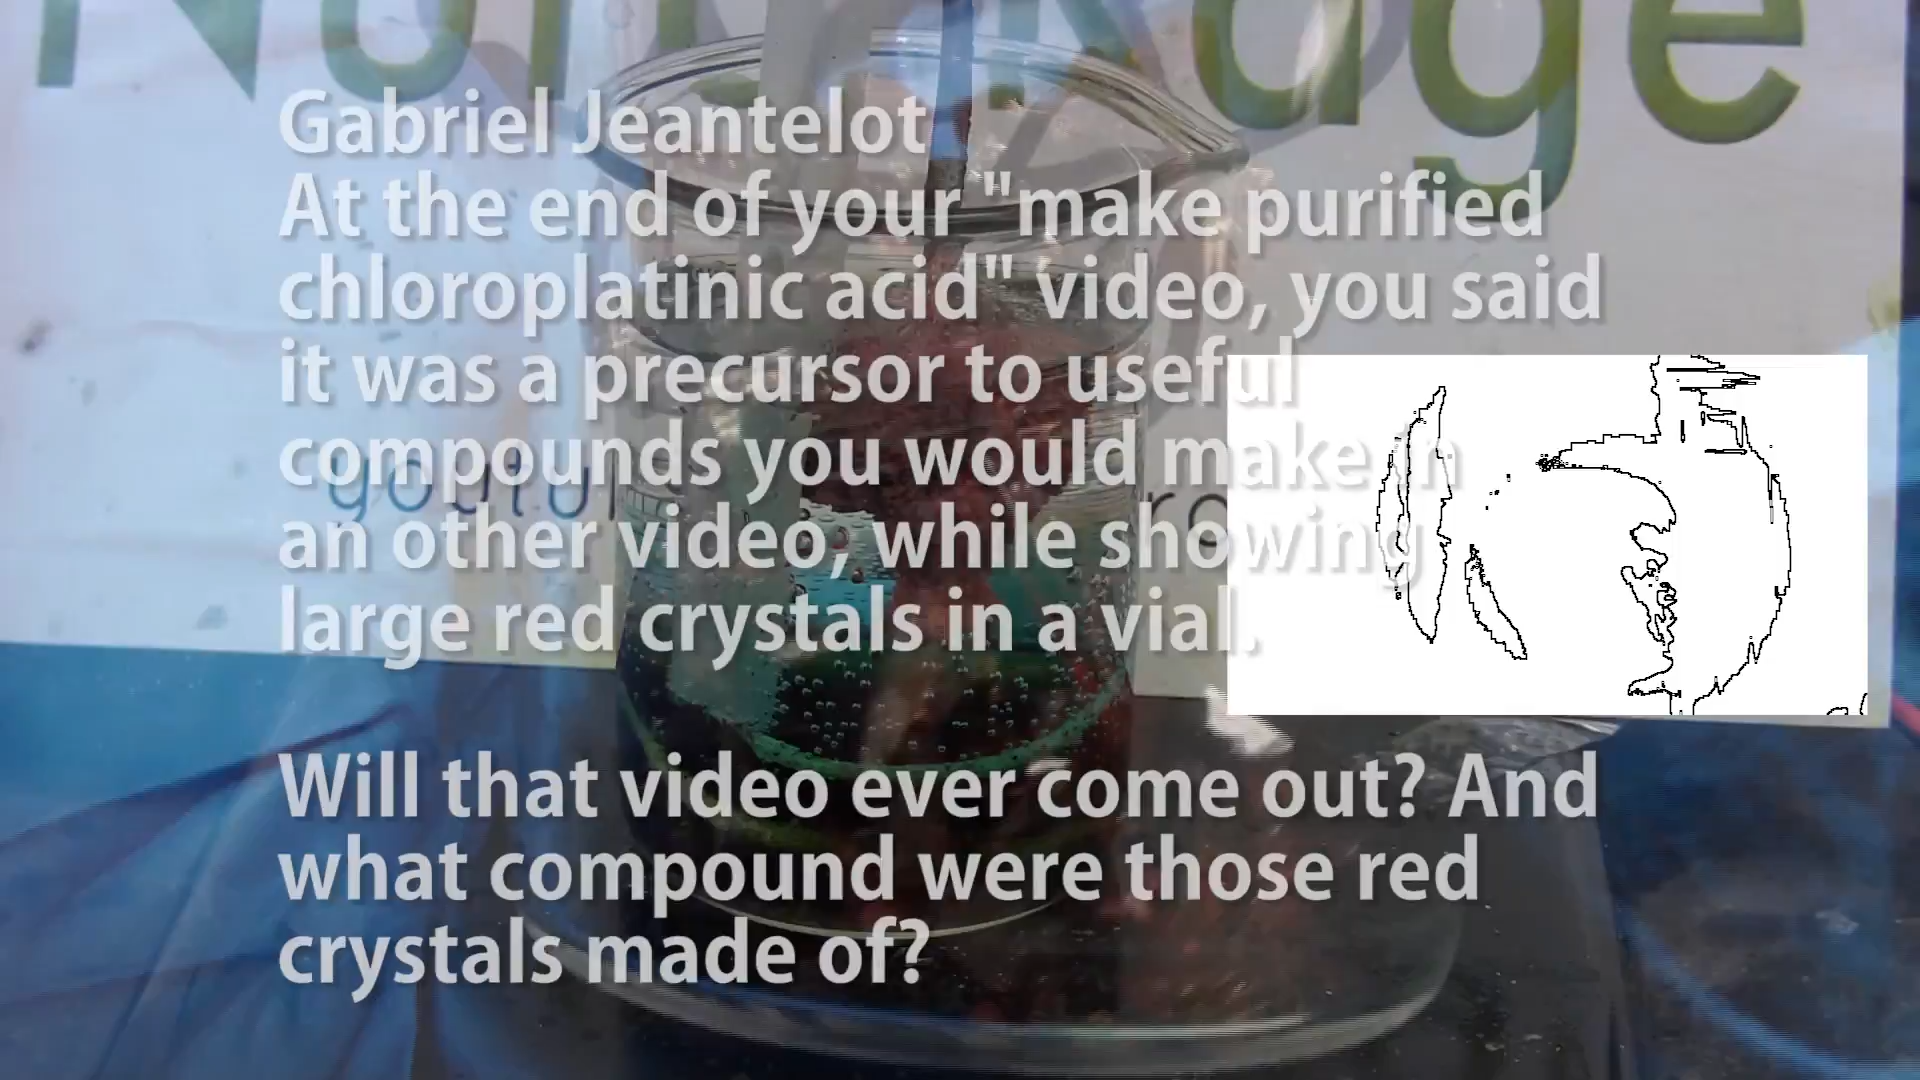 NurdRage
Gabriel Jeantelot
At the end of your "make purified
chloroplatinic acid" video, you said
it was a precursor to useful
compounds you would make in
an other video, while showing
large red crystals in a vial.
Will that video ever come out? And
what compound were those red
crystals made of?